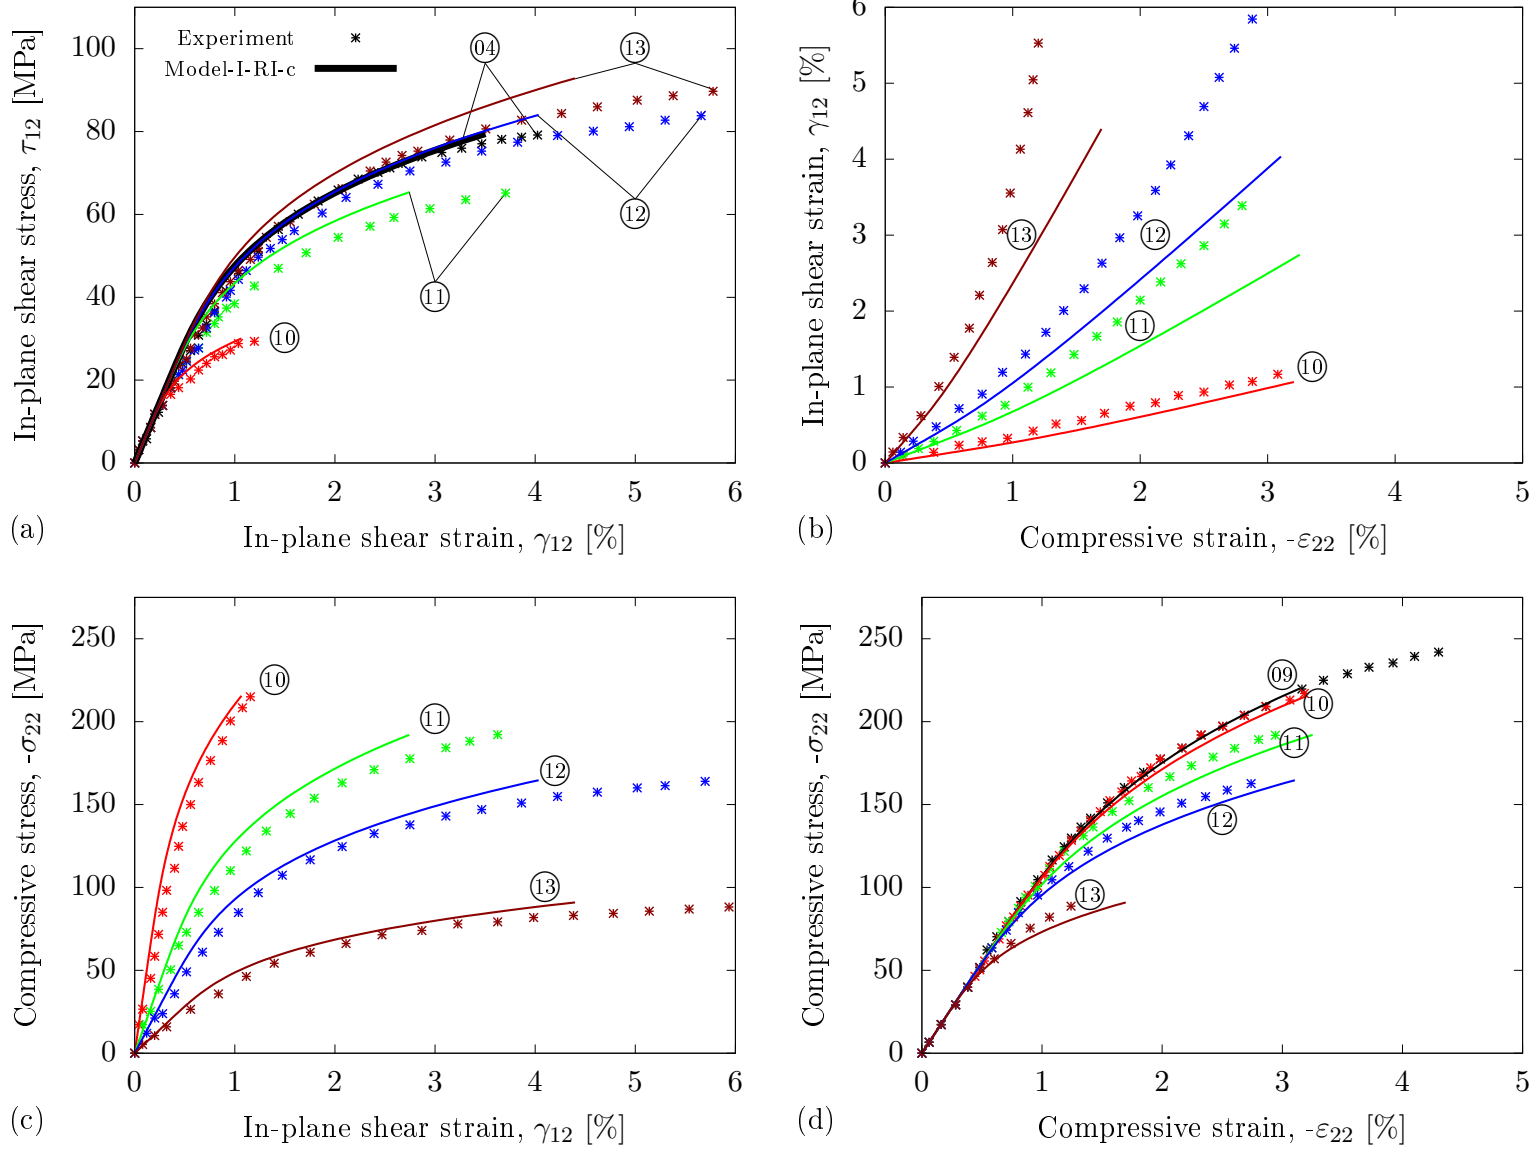 100
80
60
40
20
0
In-plane shear stress, τ12 [MPa]
Experiment
Model-I-RI-c
04
13
12
11
10
0 1 2 3 4 5 6
(a)
In-plane shear strain, γ12 [%]
6
5
4
3
2
1
0
In-plane shear strain, γ12 [%]
13
12
11
10
0 1 2 3 4 5
(b)
Compressive strain, -ε22 [%]
250
200
150
100
50
0
Compressive stress, -σ22 [MPa]
10
11
12
13
0 1 2 3 4 5 6
(c)
In-plane shear strain, γ12 [%]
250
200
150
100
50
0
Compressive stress, -σ22 [MPa]
09
10
11
12
13
0 1 2 3 4 5
(d)
Compressive strain, -ε22 [%]